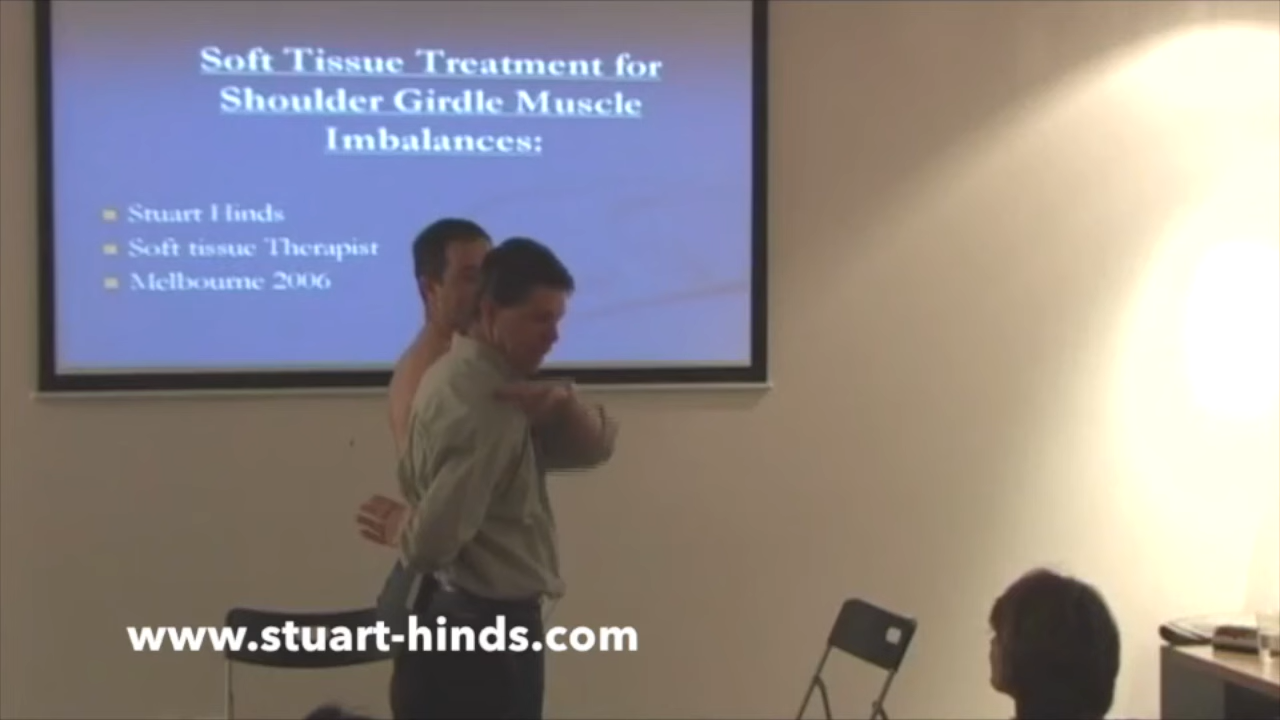 Soft Tissue Treatment for
Shoulder Girdle Muscle
Imbalances:
Stuart Hinds
Soft tissue Therapist
Melbourne 2006
www.stuart-hinds.com